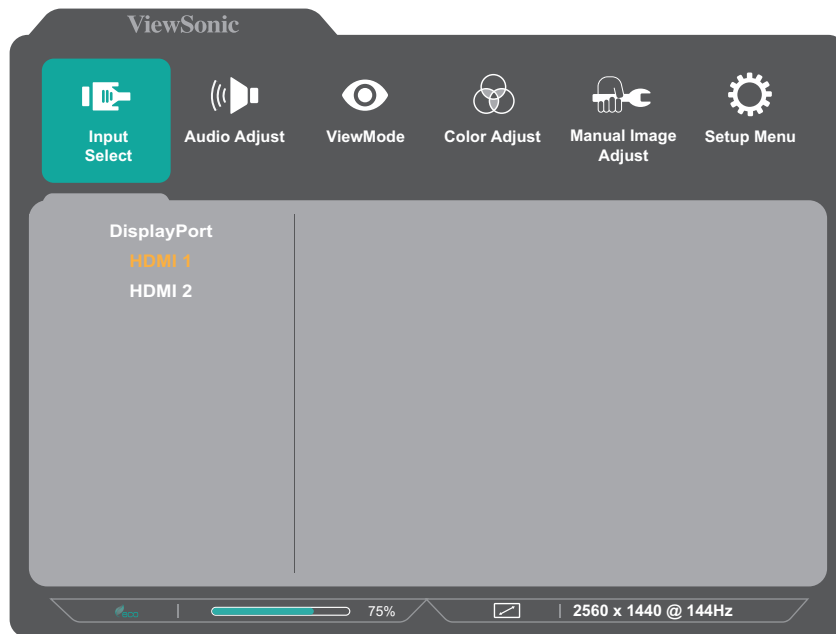 ViewSonic
Input
Select
Audio Adjust
ViewMode
Color Adjust
Manual Image
Adjust
Setup Menu
DisplayPort
HDMI 1
HDMI 2
eco
75%
2560 x 1440 @ 144Hz